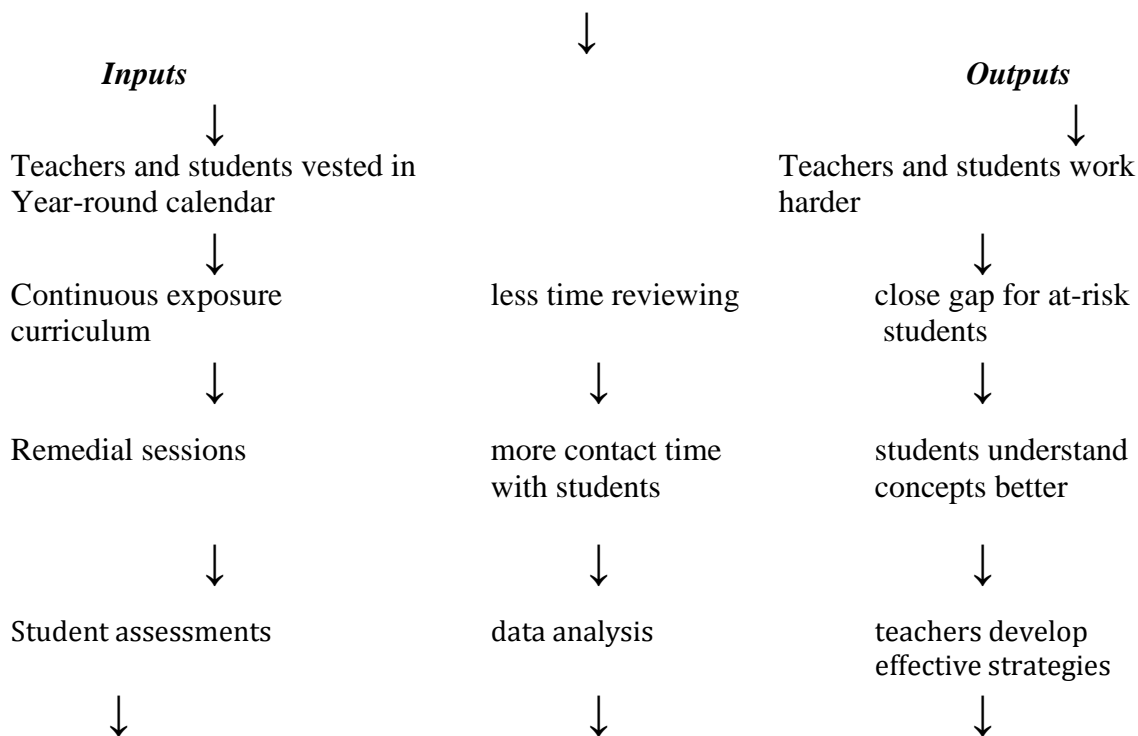 ↓
Inputs Outputs
↓ ↓
Teachers and students vested in Teachers and students work
Year-round calendar harder
↓ ↓
Continuous exposure less time reviewing close gap for at-risk
curriculum students
↓ ↓ ↓
Remedial sessions more contact time students understand
with students concepts better
↓ ↓ ↓
Student assessments data analysis teachers develop
effective strategies
↓ ↓ ↓